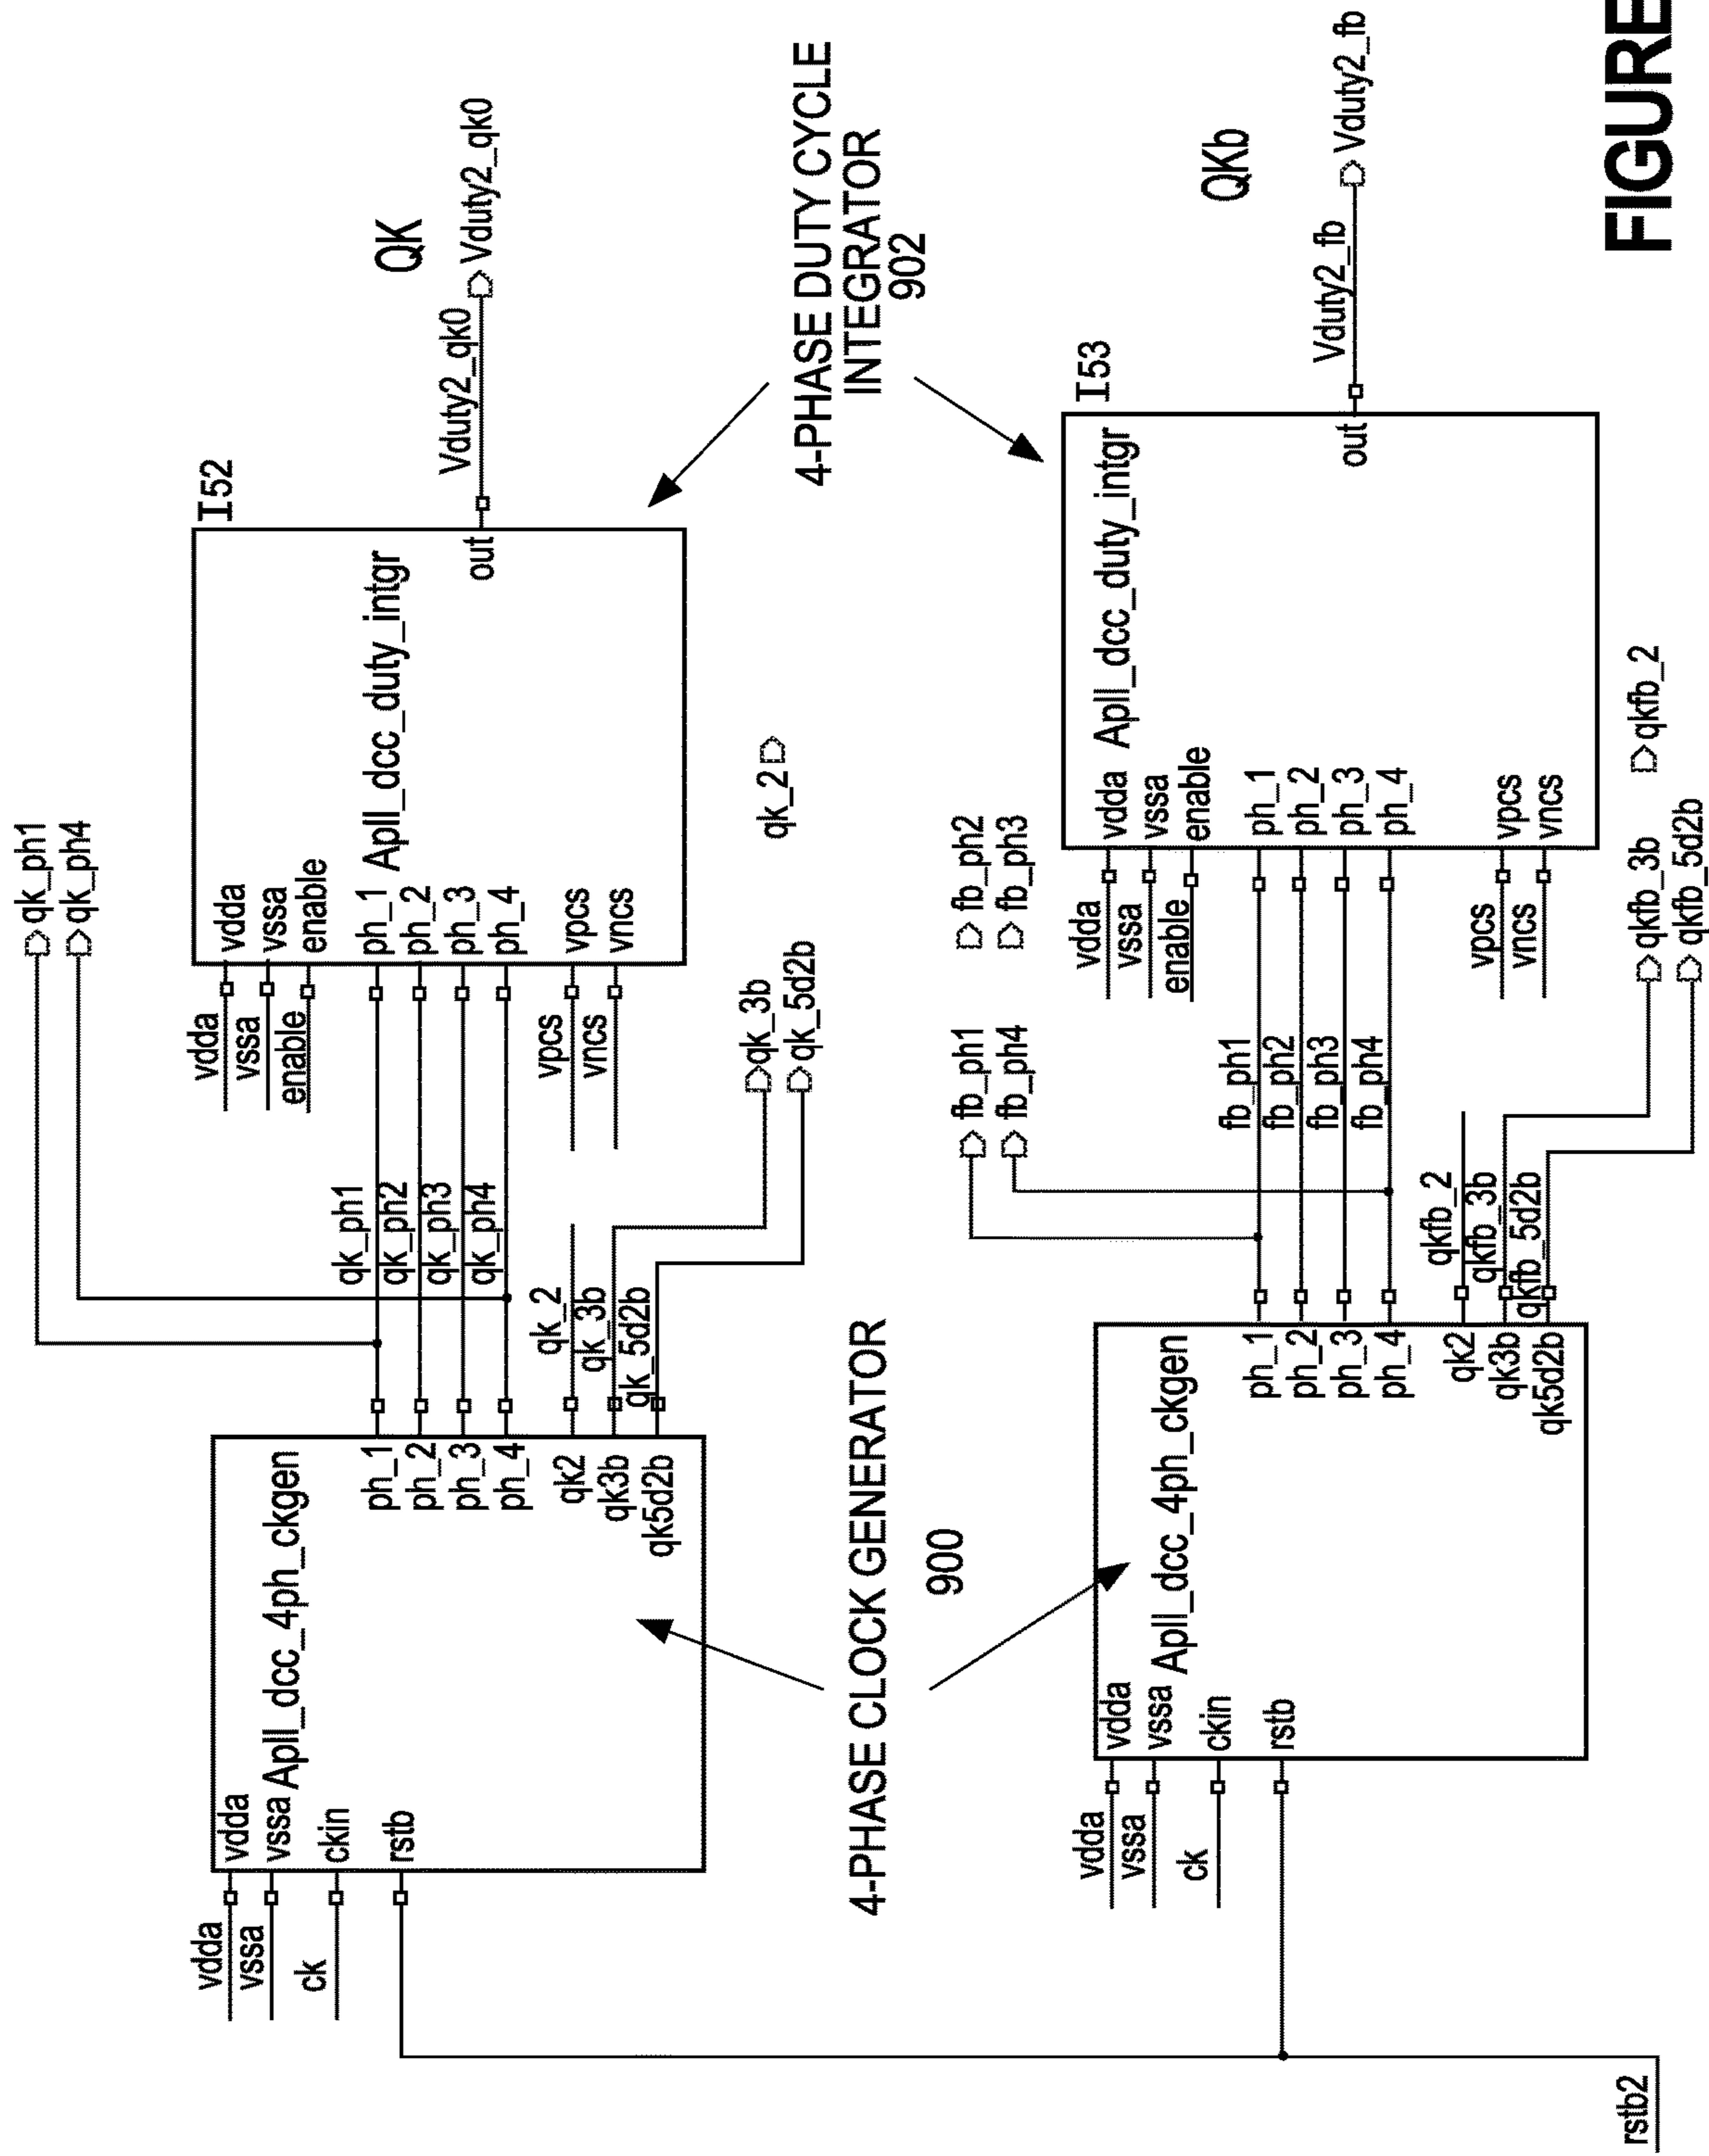 qk_ph1
qk_ph4
I52
vdda
vssa
enable
ph_1
ph_2
ph_3
ph_4
vpcs
vncs
Apll_dcc_duty_intgr
out
vdda
vssa
enable
vpcs
vncs
QK
Vduty2_qk0
Vduty2_qk0
qk_ph1
qk_ph2
qk_ph3
qk_ph4
qk_2
qk_3b
qk_5d2b
qk_2
qk_3b
qk_5d2b
vdda
vssa
ck
vdda
vssa
ckin
rstb
Apll_dcc_4ph_ckgen
ph_1
ph_2
ph_3
ph_4
qk2
qk3b
qk5d2b
4-PHASE DUTY CYCLE
INTEGRATOR
902
4-PHASE CLOCK GENERATOR
900
fb_ph1
fb_ph4
fb_ph2
fb_ph3
I53
vdda
vssa
enable
ph_1
ph_2
ph_3
ph_4
vpcs
vncs
Apll_dcc_duty_intgr
out
vdda
vssa
enable
vpcs
vncs
QKb
Vduty2_fb
Vduty2_fb
fb_ph1
fb_ph2
fb_ph3
fb_ph4
qkfb_2
qkfb_3b
qkfb_5d2b
qkfb_2
qkfb_3b
qkfb_5d2b
vdda
vssa
ck
vdda
vssa
ckin
rstb
Apll_dcc_4ph_ckgen
ph_1
ph_2
ph_3
ph_4
qk2
qk3b
qk5d2b
rstb2
FIGURE